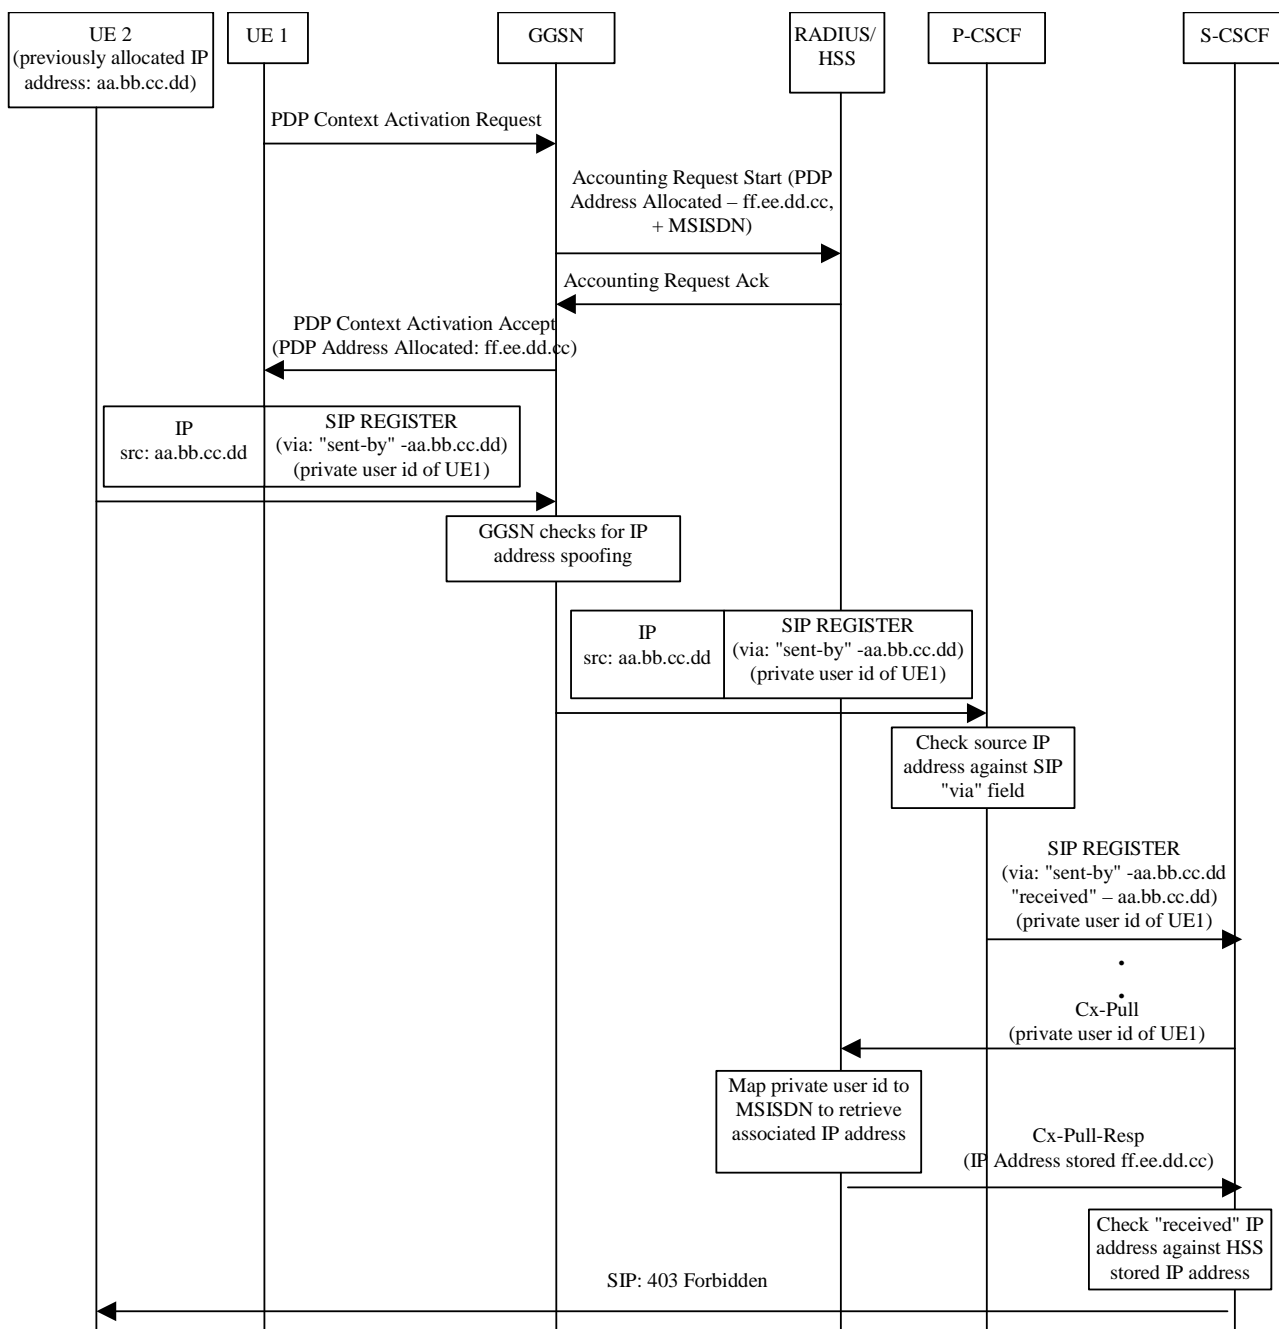 UE 2
(previously allocated IP
address: aa.bb.cc.dd)
UE 1
GGSN
RADIUS/
HSS
P-CSCF
S-CSCF
PDP Context Activation Request
Accounting Request Start (PDP
Address Allocated – ff.ee.dd.cc,
+ MSISDN)
Accounting Request Ack
PDP Context Activation Accept
(PDP Address Allocated: ff.ee.dd.cc)
IP
src: aa.bb.cc.dd
SIP REGISTER
(via: "sent-by" -aa.bb.cc.dd)
(private user id of UE1)
GGSN checks for IP
address spoofing
IP
src: aa.bb.cc.dd
SIP REGISTER
(via: "sent-by" -aa.bb.cc.dd)
(private user id of UE1)
Check source IP
address against SIP
"via" field
SIP REGISTER
(via: "sent-by" -aa.bb.cc.dd
"received" – aa.bb.cc.dd)
(private user id of UE1)
.
.
Cx-Pull
(private user id of UE1)
Map private user id to
MSISDN to retrieve
associated IP address
Cx-Pull-Resp
(IP Address stored ff.ee.dd.cc)
Check "received" IP
address against HSS
stored IP address
SIP: 403 Forbidden